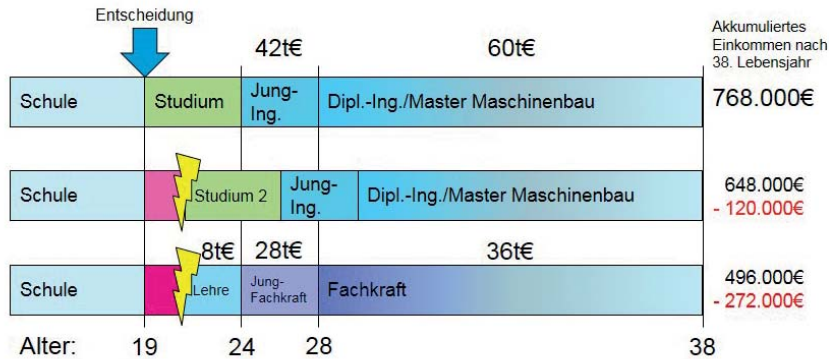 Entscheidung
42t€
60t€
Akkumuliertes
Einkommen nach
38. Lebensjahr
Schule
Studium
Jung-
Ing.
Dipl.-Ing./Master Maschinenbau
768.000€
Schule
Studium 2
Jung-
Ing.
Dipl.-Ing./Master Maschinenbau
648.000€
- 120.000€
8t€
28t€
36t€
Schule
Lehre
Jung-
Fachkraft
Fachkraft
496.000€
- 272.000€
Alter:
19
24
28
38